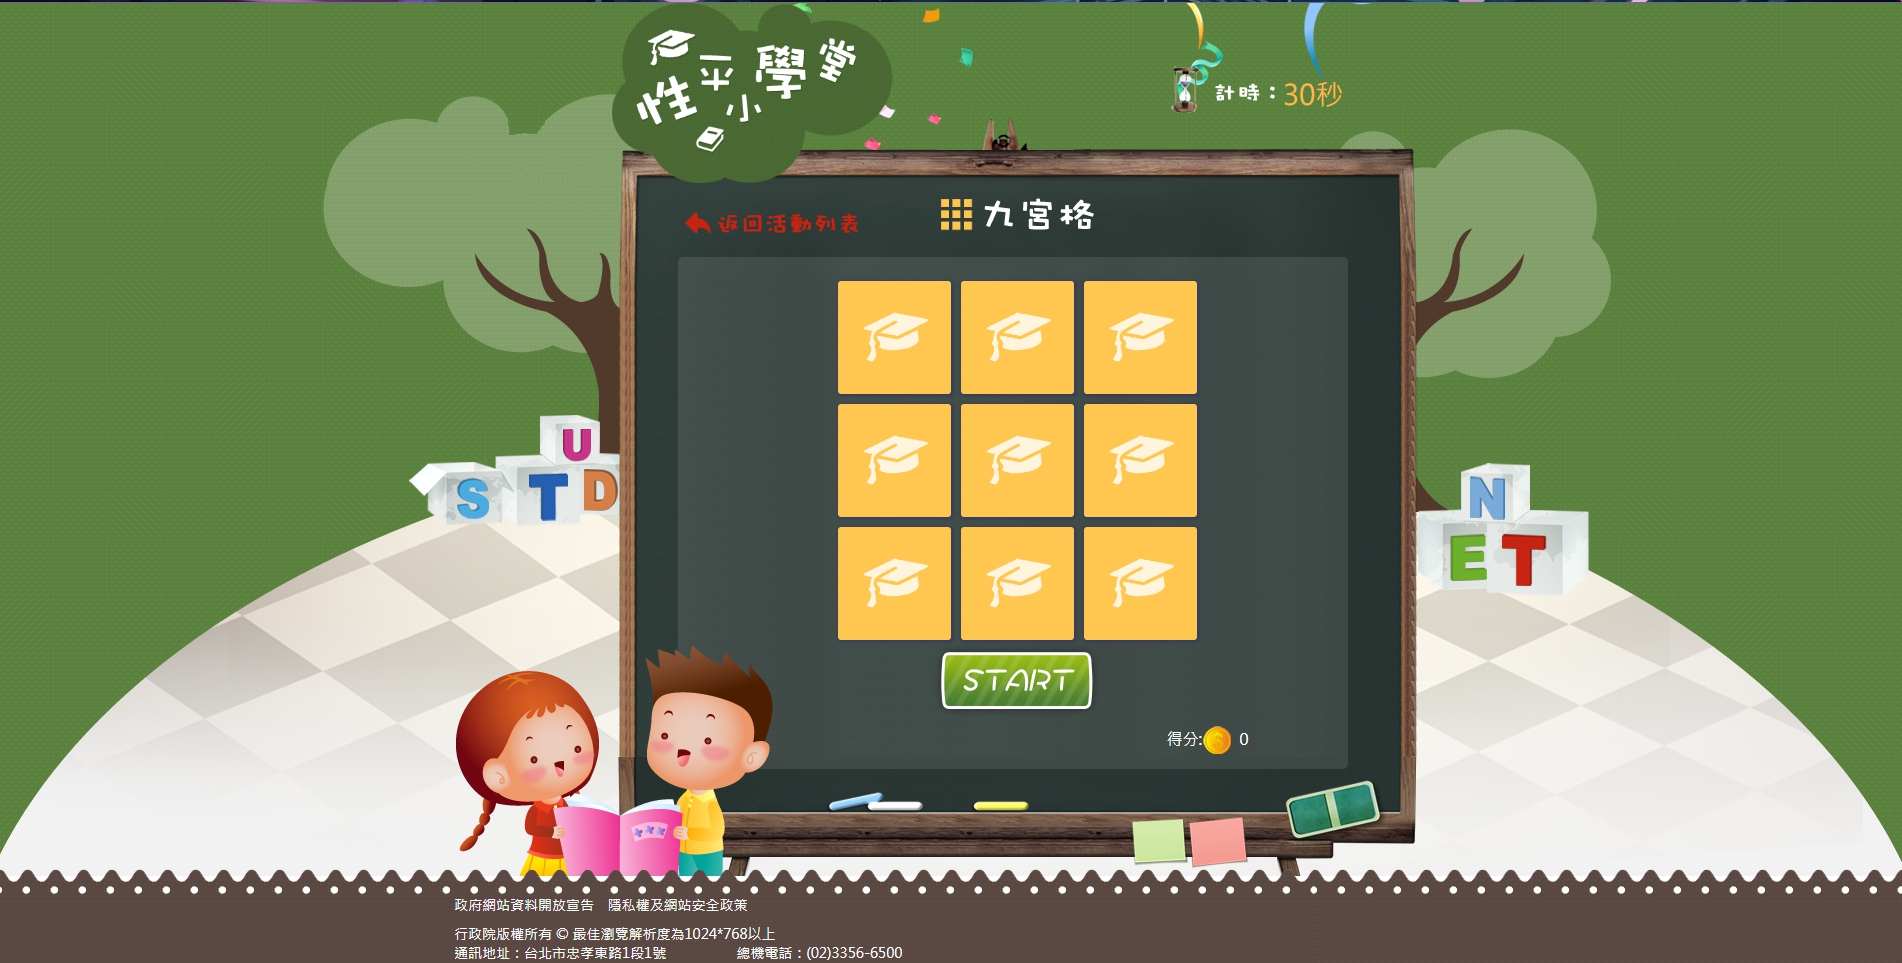 性平小學堂
計時：30秒
返回活動列表
九宮格
U
S T D
N
E T
START
得分: 0
政府網站資料開放宣告 隱私權及網站安全政策
行政院版權所有 © 最佳瀏覽解析度為1024*768以上
通訊地址：台北市忠孝東路1段1號 總機電話：(02)3356-6500